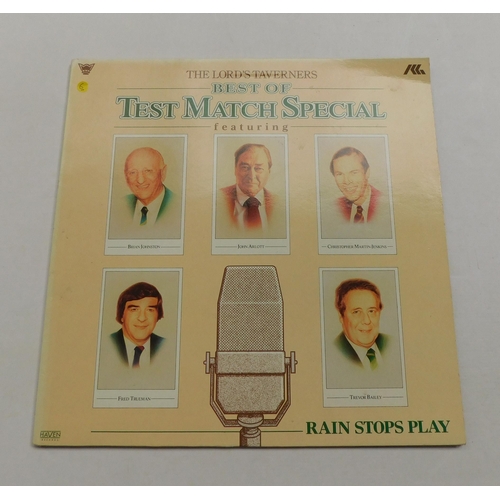 THE LORD'S TAVERNERS
BEST OF
TEST MATCH SPECIAL
featuring
BRIAN JOHNSTON
JOHN ARLOTT
CHRISTOPHER MARTIN-JENKINS
FRED TRUEMAN
TREVOR BAILEY
RAIN STOPS PLAY
HAVEN